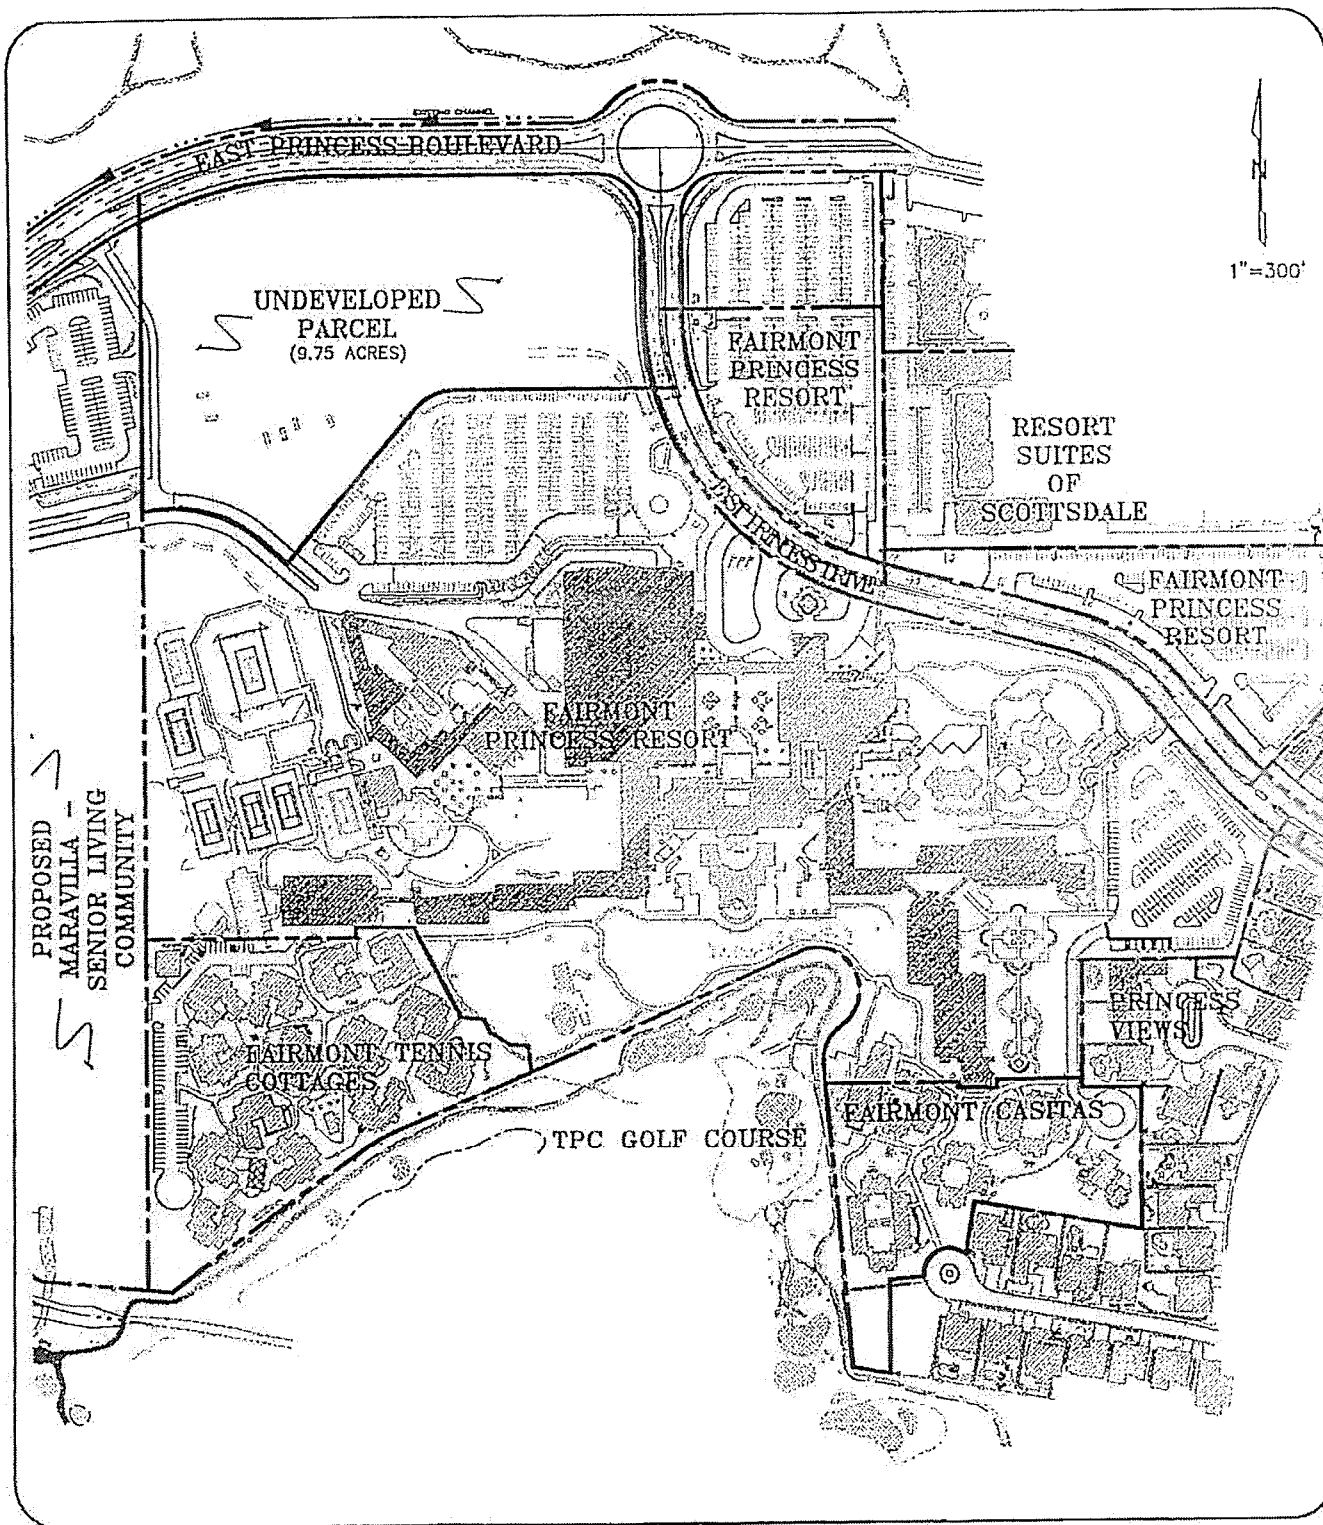 EXISTING CHANNEL
EAST PRINCESS BOULEVARD
N
1"=300'
UNDEVELOPED
PARCEL
(9.75 ACRES)
FAIRMONT
PRINCESS
RESORT
RESORT
SUITES
OF
SCOTTSDALE
EAST PRINCESS DRIVE
FAIRMONT
PRINCESS
RESORT
FAIRMONT
PRINCESS RESORT
PROPOSED
MARAVILLA -
SENIOR LIVING
COMMUNITY
PRINCESS
VIEWS
FAIRMONT TENNIS
COTTAGES
FAIRMONT CASITAS
TPC GOLF COURSE